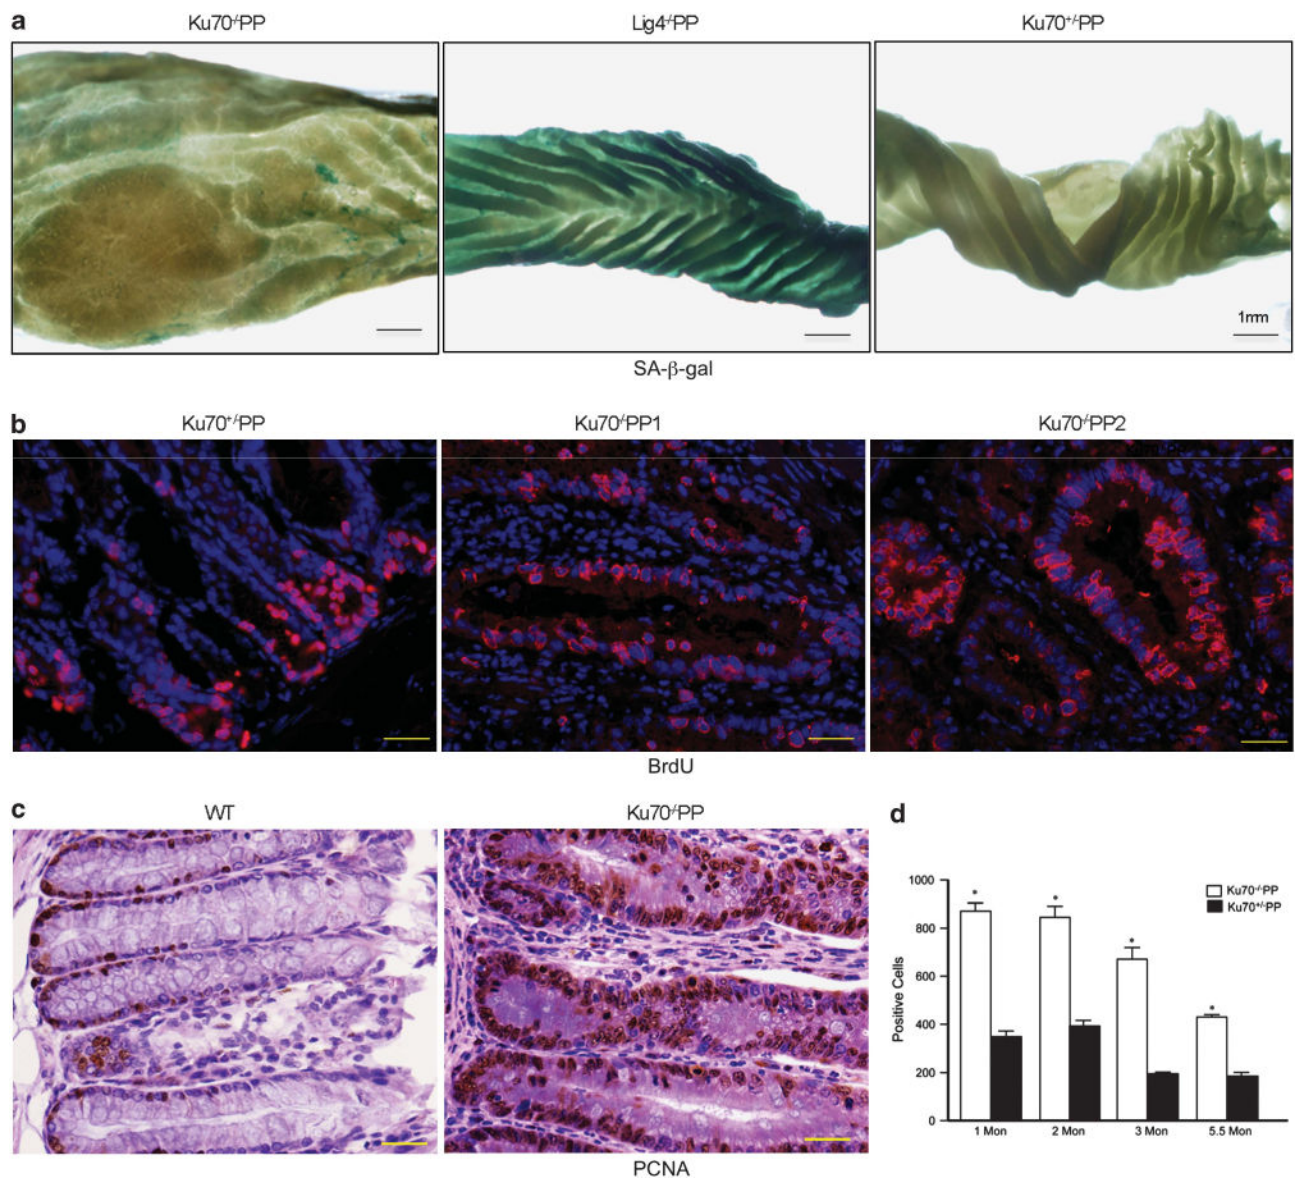 a
Ku70-/-PP
Lig4-/-PP
Ku70+/-PP
1mm
SA-β-gal
b
Ku70+/-PP
Ku70-/-PP1
Ku70-/-PP2
BrdU
c
WT
Ku70-/-PP
PCNA
d
Positive Cells
1000
800
600
400
200
0
*
*
*
*
Ku70-/-PP
Ku70+/-PP
1 Mon
2 Mon
3 Mon
5.5 Mon